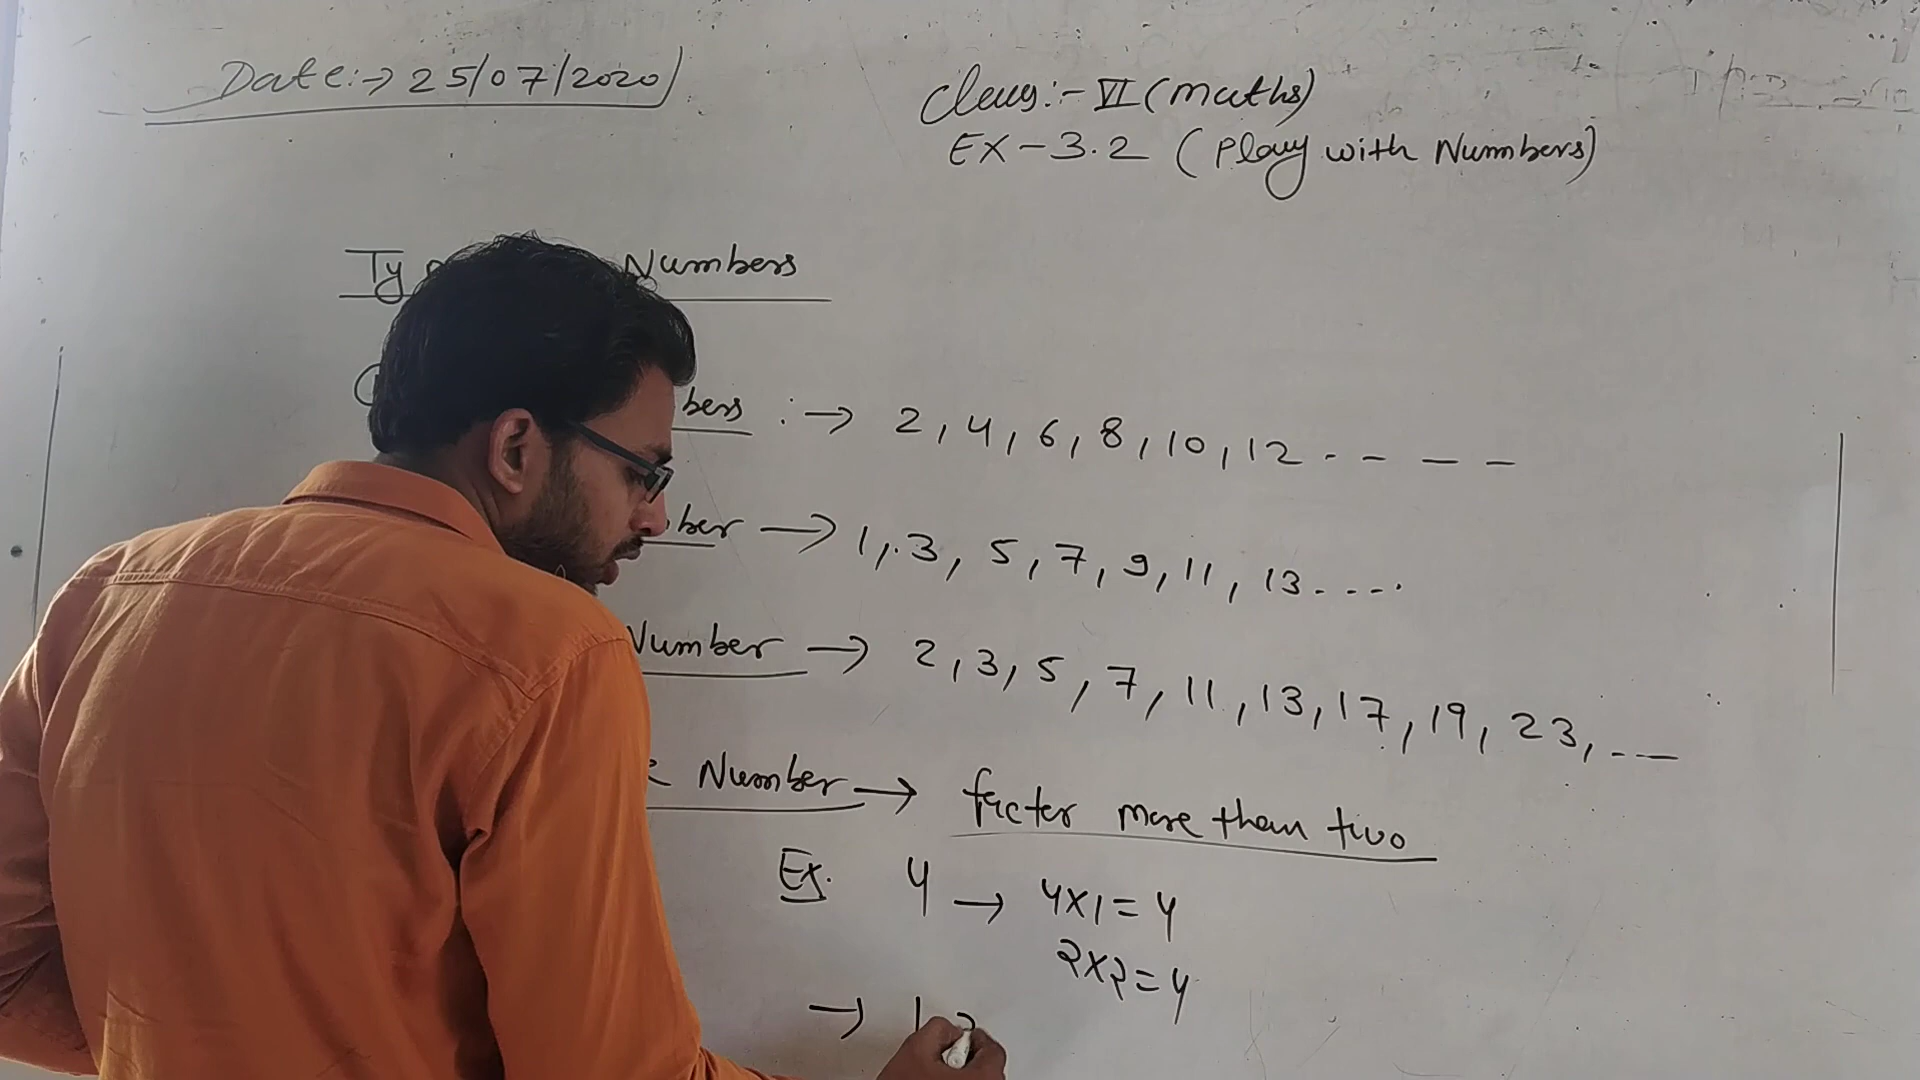 Date:→ 25/07/2020
Class:- VI (maths)
EX-3.2 (Play with Numbers)
Ty Numbers
bers :→ 2, 4, 6, 8, 10, 12 - - - -
ber → 1, 3, 5, 7, 9, 11, 13 - - - -
Number → 2, 3, 5, 7, 11, 13, 17, 19, 23, - -
Number → factor more than two
Ex. 4 → 4x1=4
2x2=4
→ 12